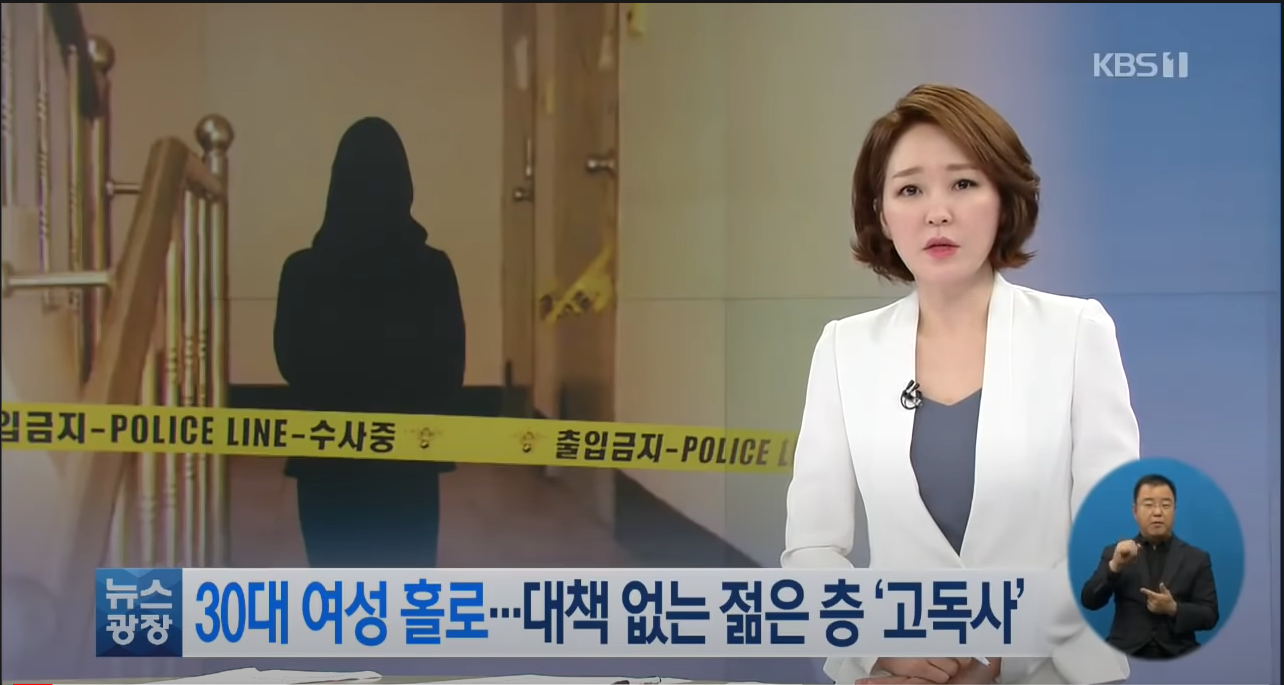 KBS 1
입금지-POLICE LINE-수사중
출입금지-POLICE L
뉴스
광장
30대 여성 홀로…대책 없는 젊은 층 ‘고독사’